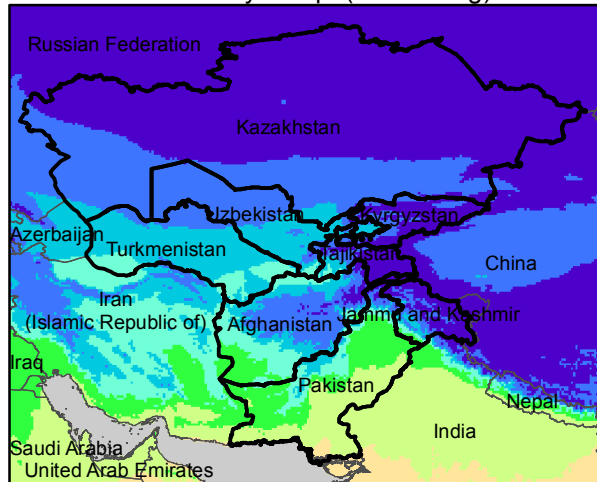 Russian Federation
Kazakhstan
Uzbekistan
Kyrgyzstan
Azerbaijan
Turkmenistan
Tajikistan
China
Iran
(Islamic Republic of)
Afghanistan
Jammu and Kashmir
Iraq
Pakistan
Nepal
India
Saudi Arabia
United Arab Emirates